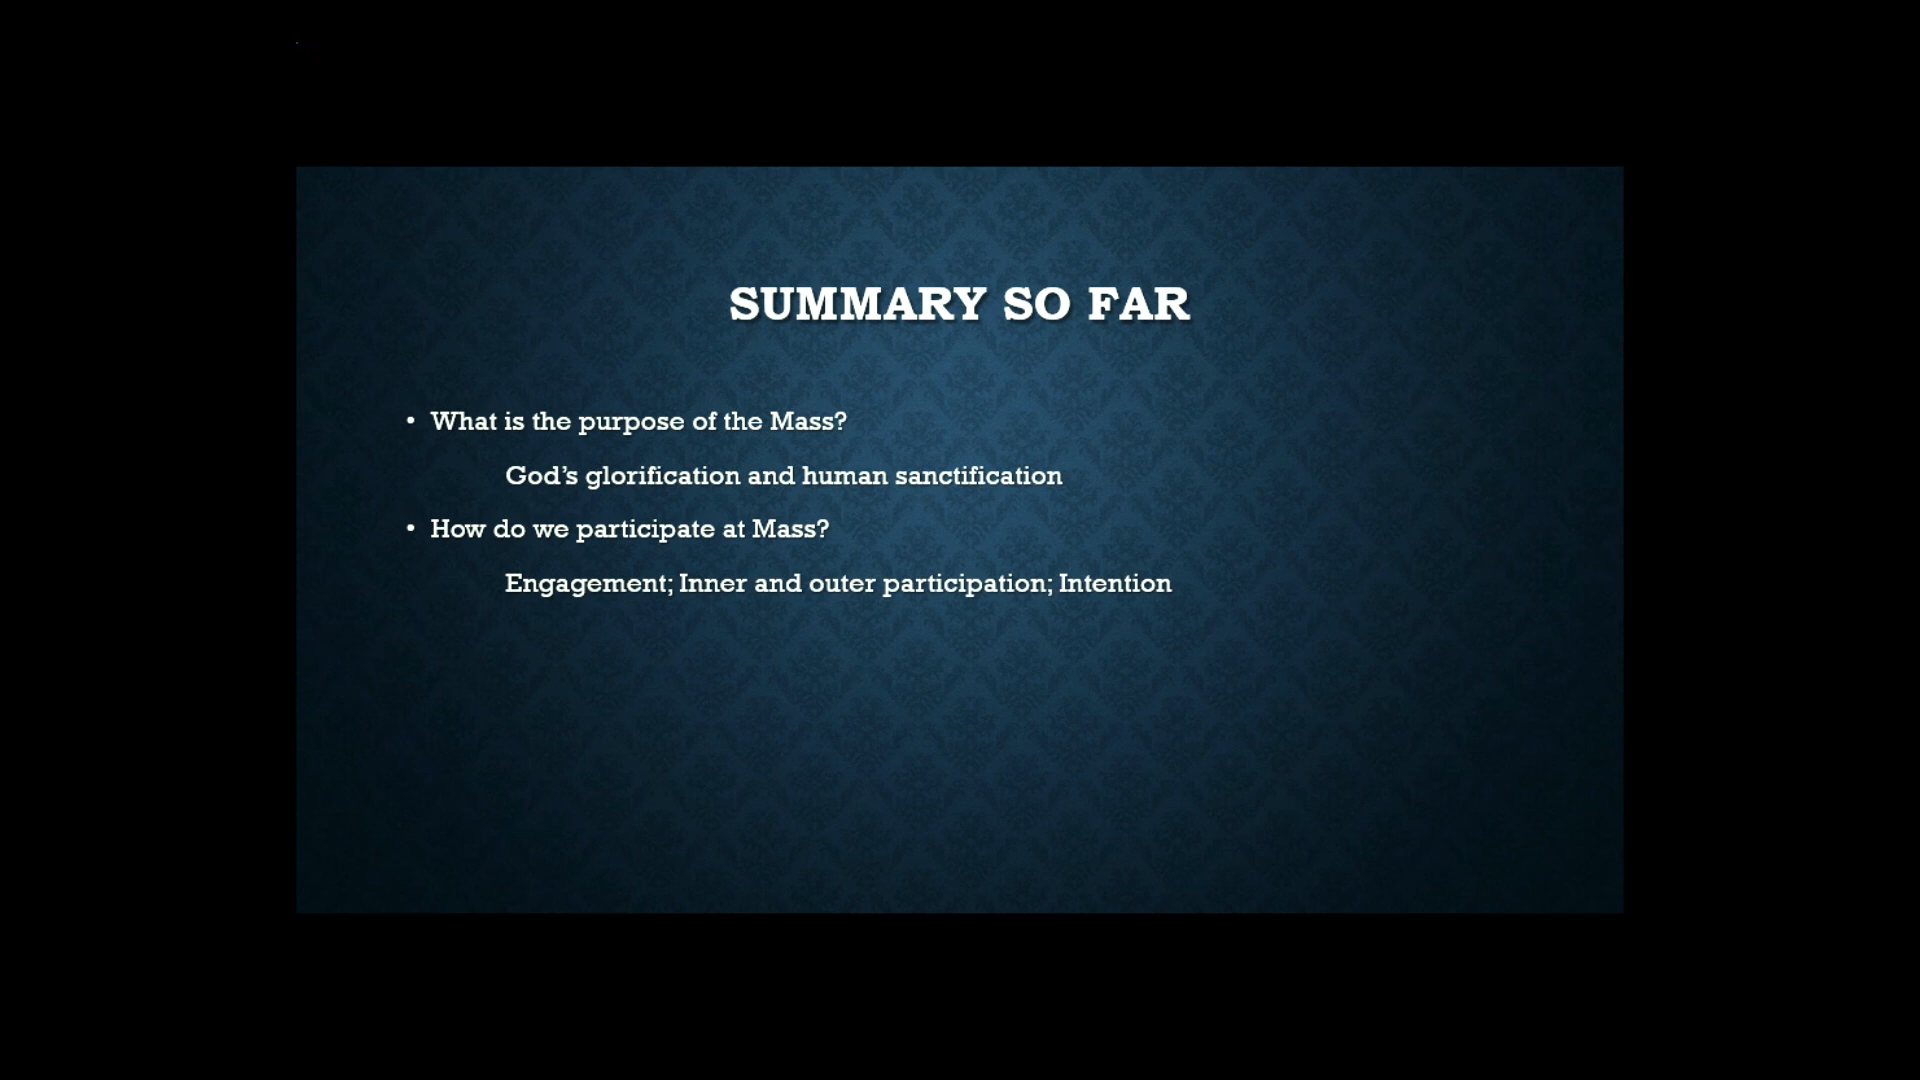 SUMMARY SO FAR
• What is the purpose of the Mass?
God’s glorification and human sanctification
• How do we participate at Mass?
Engagement; Inner and outer participation; Intention